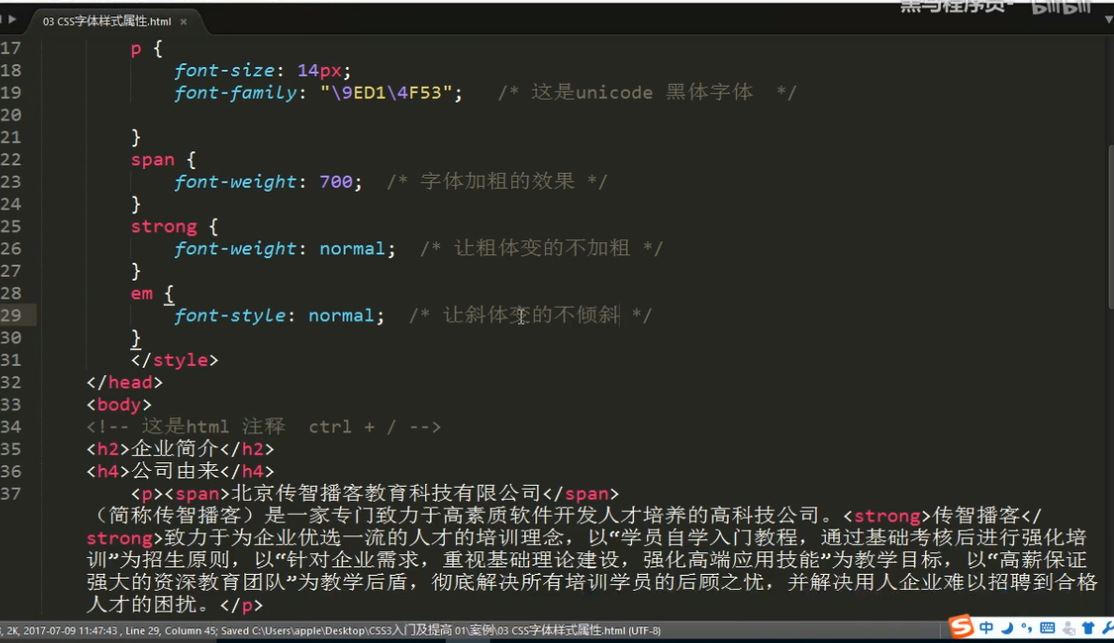 03 CSS字体样式属性.html ×
黑马程序员- bilibili
17 p {
18 font-size: 14px;
19 font-family: "\9ED1\4F53"; /* 这是unicode 黑体字体 */
20
21 }
22 span {
23 font-weight: 700; /* 字体加粗的效果 */
24 }
25 strong {
26 font-weight: normal; /* 让粗体变的不加粗 */
27 }
28 em {
29 font-style: normal; /* 让斜体变的不倾斜 */
30 }
31 </style>
32 </head>
33 <body>
34 <!-- 这是html 注释 ctrl + / -->
35 <h2>企业简介</h2>
36 <h4>公司由来</h4>
37 <p><span>北京传智播客教育科技有限公司</span>
（简称传智播客）是一家专门致力于高素质软件开发人才培养的高科技公司。<strong>传智播客</
strong>致力于为企业优选一流的人才的培训理念，以“学员自学入门教程，通过基础考核后进行强化培
训”为招生原则，以“针对企业需求，重视基础理论建设，强化高端应用技能”为教学目标，以“高薪保证
强大的资深教育团队”为教学后盾，彻底解决所有培训学员的后顾之忧，并解决用人企业难以招聘到合格
人才的困扰。</p>
3, 2K, 2017-07-09 11:47:43, Line 29, Column 45; Saved C:\Users\apple\Desktop\CSS3入门及提高 01\案例\03 CSS字体样式属性.html (UTF-8)
S 中